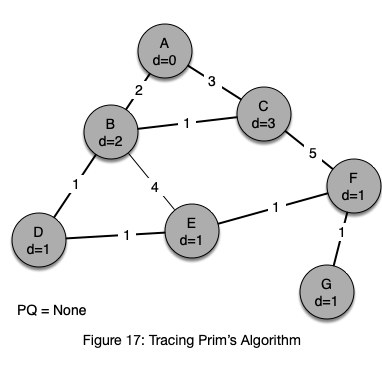 A
d=0
2
3
C
d=3
B
d=2
1
5
1
4
F
d=1
D
d=1
E
d=1
1
1
1
G
d=1
PQ = None
Figure 17: Tracing Prim's Algorithm